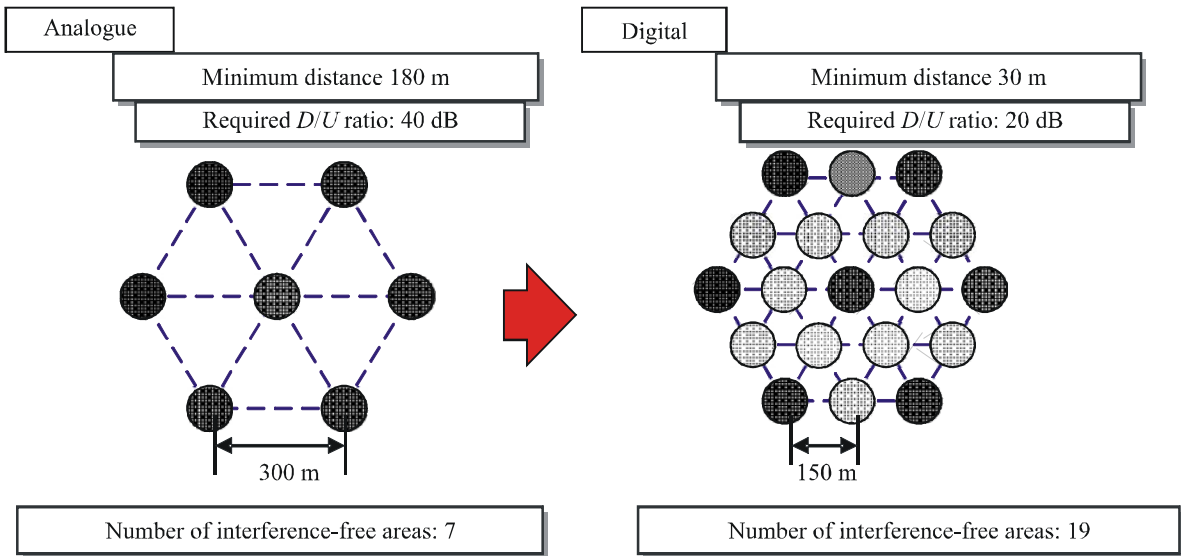 Analogue
Minimum distance 180 m
Required D/U ratio: 40 dB
300 m
Number of interference-free areas: 7
Digital
Minimum distance 30 m
Required D/U ratio: 20 dB
150 m
Number of interference-free areas: 19